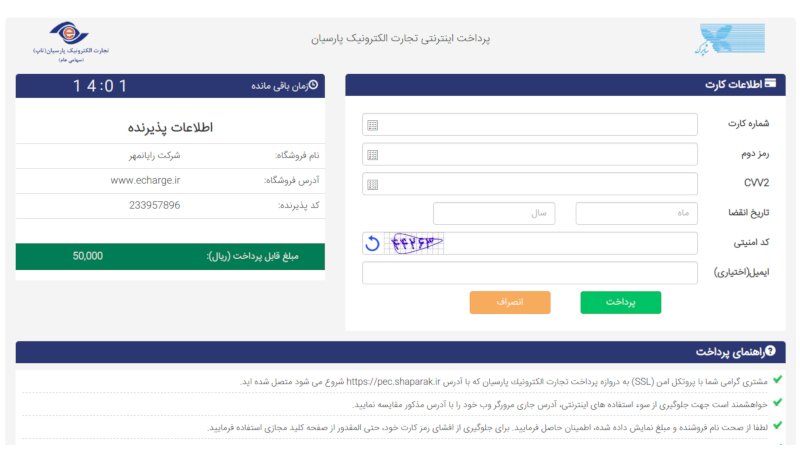 پرداخت اینترنتی تجارت الکترونیک پارسیان
تجارت الکترونیک پارسیان (تاپ)
(سهامی عام)
شاپرک
اطلاعات کارت
شماره کارت
رمز دوم
CVV2
تاریخ انقضا
ماه
سال
کد امنیتی
۴۴۲۶۳
ایمیل(اختیاری)
پرداخت
انصراف
زمان باقی مانده
14:01
اطلاعات پذیرنده
نام فروشگاه:
شرکت رایانمهر
آدرس فروشگاه:
www.echarge.ir
کد پذیرنده:
233957896
مبلغ قابل پرداخت (ریال):
50,000
راهنمای پرداخت
مشتری گرامی شما با پروتکل امن (SSL) به دروازه پرداخت تجارت الکترونیک پارسیان که با آدرس https://pec.shaparak.ir شروع می شود متصل شده اید.
خواهشمند است جهت جلوگیری از سوء استفاده های اینترنتی، آدرس جاری مرورگر وب خود را با آدرس مذکور مقایسه نمایید.
لطفا از صحت نام فروشنده و مبلغ نمایش داده شده، اطمینان حاصل فرمایید. برای جلوگیری از افشای رمز کارت خود، حتی المقدور از صفحه کلید مجازی استفاده فرمایید.